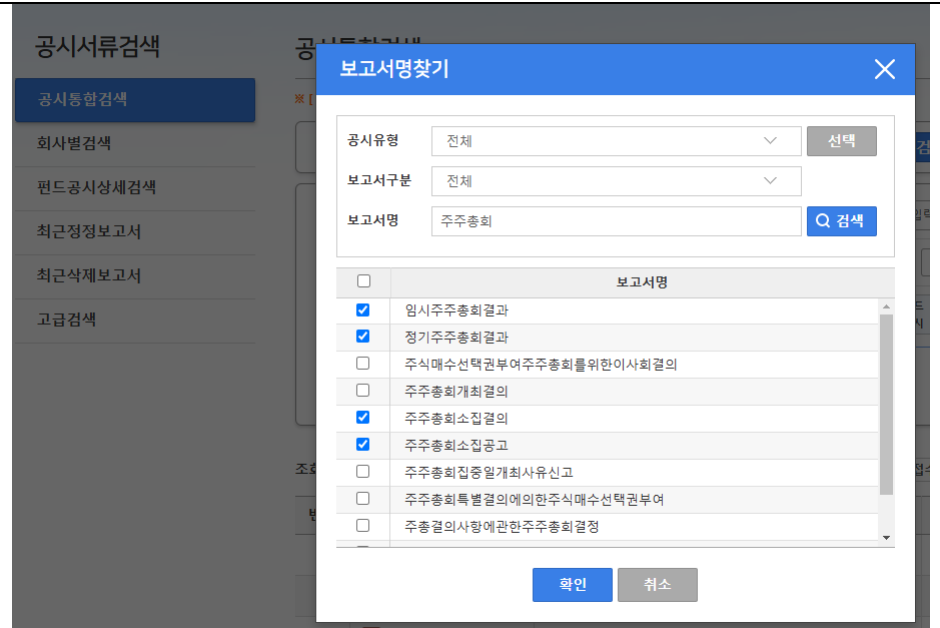 공시서류검색
공시통합검색
공시통합검색
회사별검색
펀드공시상세검색
최근정정보고서
최근삭제보고서
고급검색
※ [
보고서명찾기
공시유형
전체
선택
보고서구분
전체
보고서명
주주총회
검색
보고서명
임시주주총회결과
정기주주총회결과
주식매수선택권부여주주총회를위한이사회결의
주주총회개최결의
주주총회소집결의
주주총회소집공고
주주총회집중일개최사유신고
주주총회특별결의에의한주식매수선택권부여
주총결의사항에관한주주총회결정
확인
취소